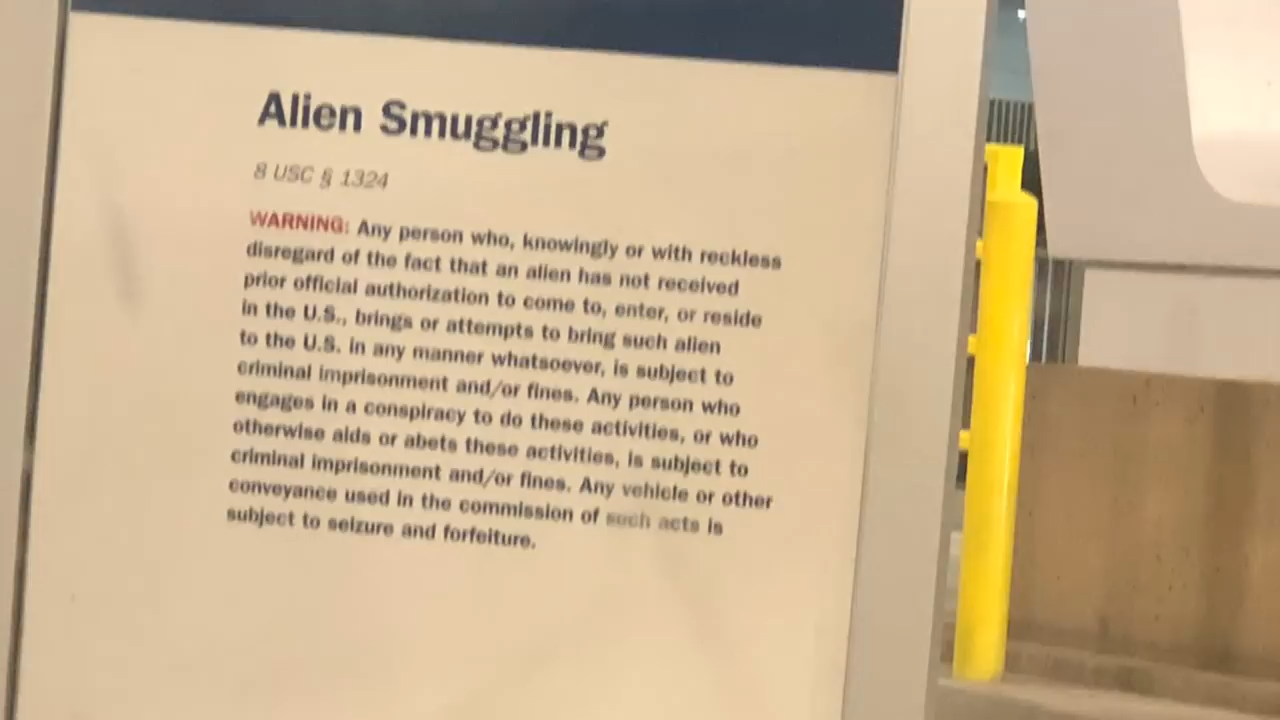 Alien Smuggling
8 USC § 1324
WARNING: Any person who, knowingly or with reckless
disregard of the fact that an alien has not received
prior official authorization to come to, enter, or reside
in the U.S., brings or attempts to bring such alien
to the U.S. in any manner whatsoever, is subject to
criminal imprisonment and/or fines. Any person who
engages in a conspiracy to do these activities, or who
otherwise aids or abets these activities, is subject to
criminal imprisonment and/or fines. Any vehicle or other
conveyance used in the commission of such acts is
subject to seizure and forfeiture.